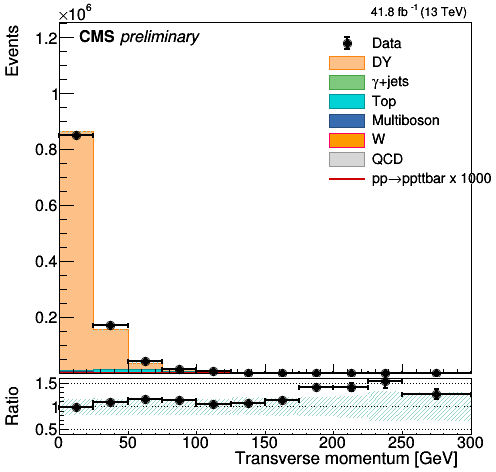 ×10⁶
CMS preliminary
41.8 fb⁻¹ (13 TeV)
Events
1.2
1
0.8
0.6
0.4
0.2
Data
DY
γ+jets
Top
Multiboson
W
QCD
pp→ppttbar x 1000
Ratio
1.5
1
0.5
0 50 100 150 200 250 300
Transverse momentum [GeV]